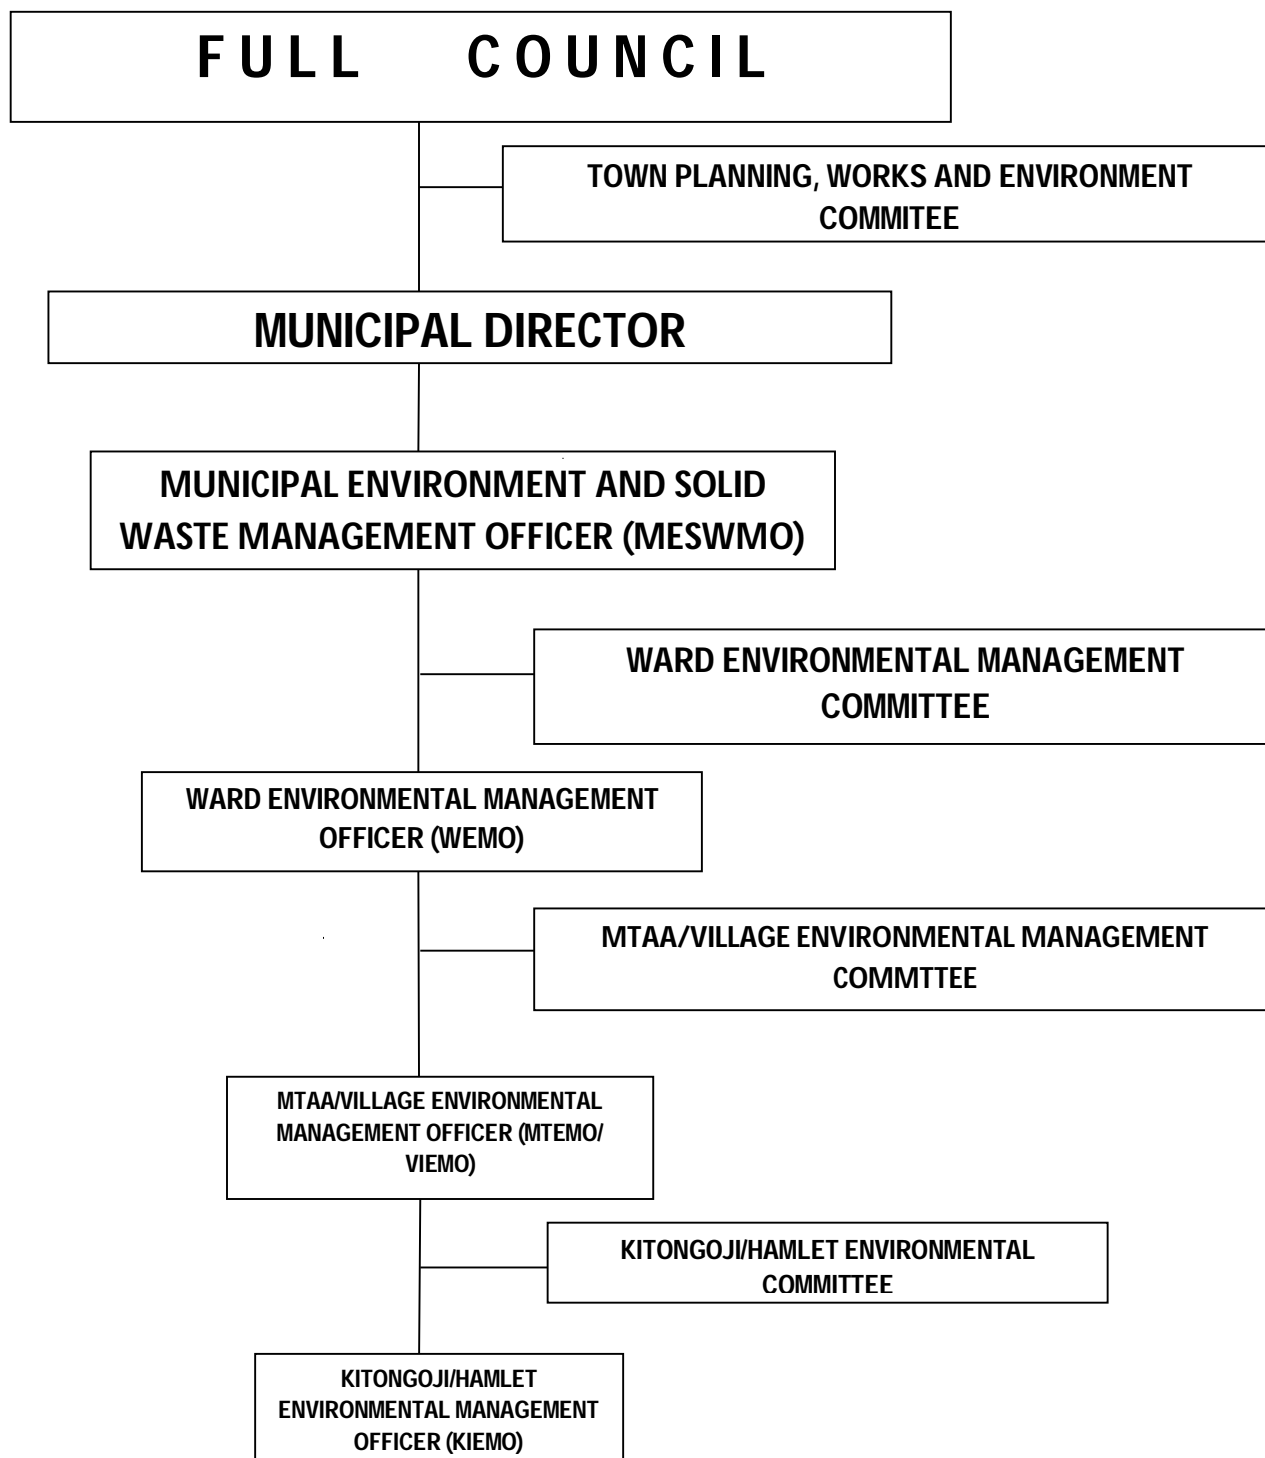 FULL COUNCIL
TOWN PLANNING, WORKS AND ENVIRONMENT
COMMITEE
MUNICIPAL DIRECTOR
MUNICIPAL ENVIRONMENT AND SOLID
WASTE MANAGEMENT OFFICER (MESWMO)
WARD ENVIRONMENTAL MANAGEMENT
COMMITTEE
WARD ENVIRONMENTAL MANAGEMENT
OFFICER (WEMO)
MTAA/VILLAGE ENVIRONMENTAL MANAGEMENT
COMMTTEE
MTAA/VILLAGE ENVIRONMENTAL
MANAGEMENT OFFICER (MTEMO/
VIEMO)
KITONGOJI/HAMLET ENVIRONMENTAL
COMMITTEE
KITONGOJI/HAMLET
ENVIRONMENTAL MANAGEMENT
OFFICER (KIEMO)